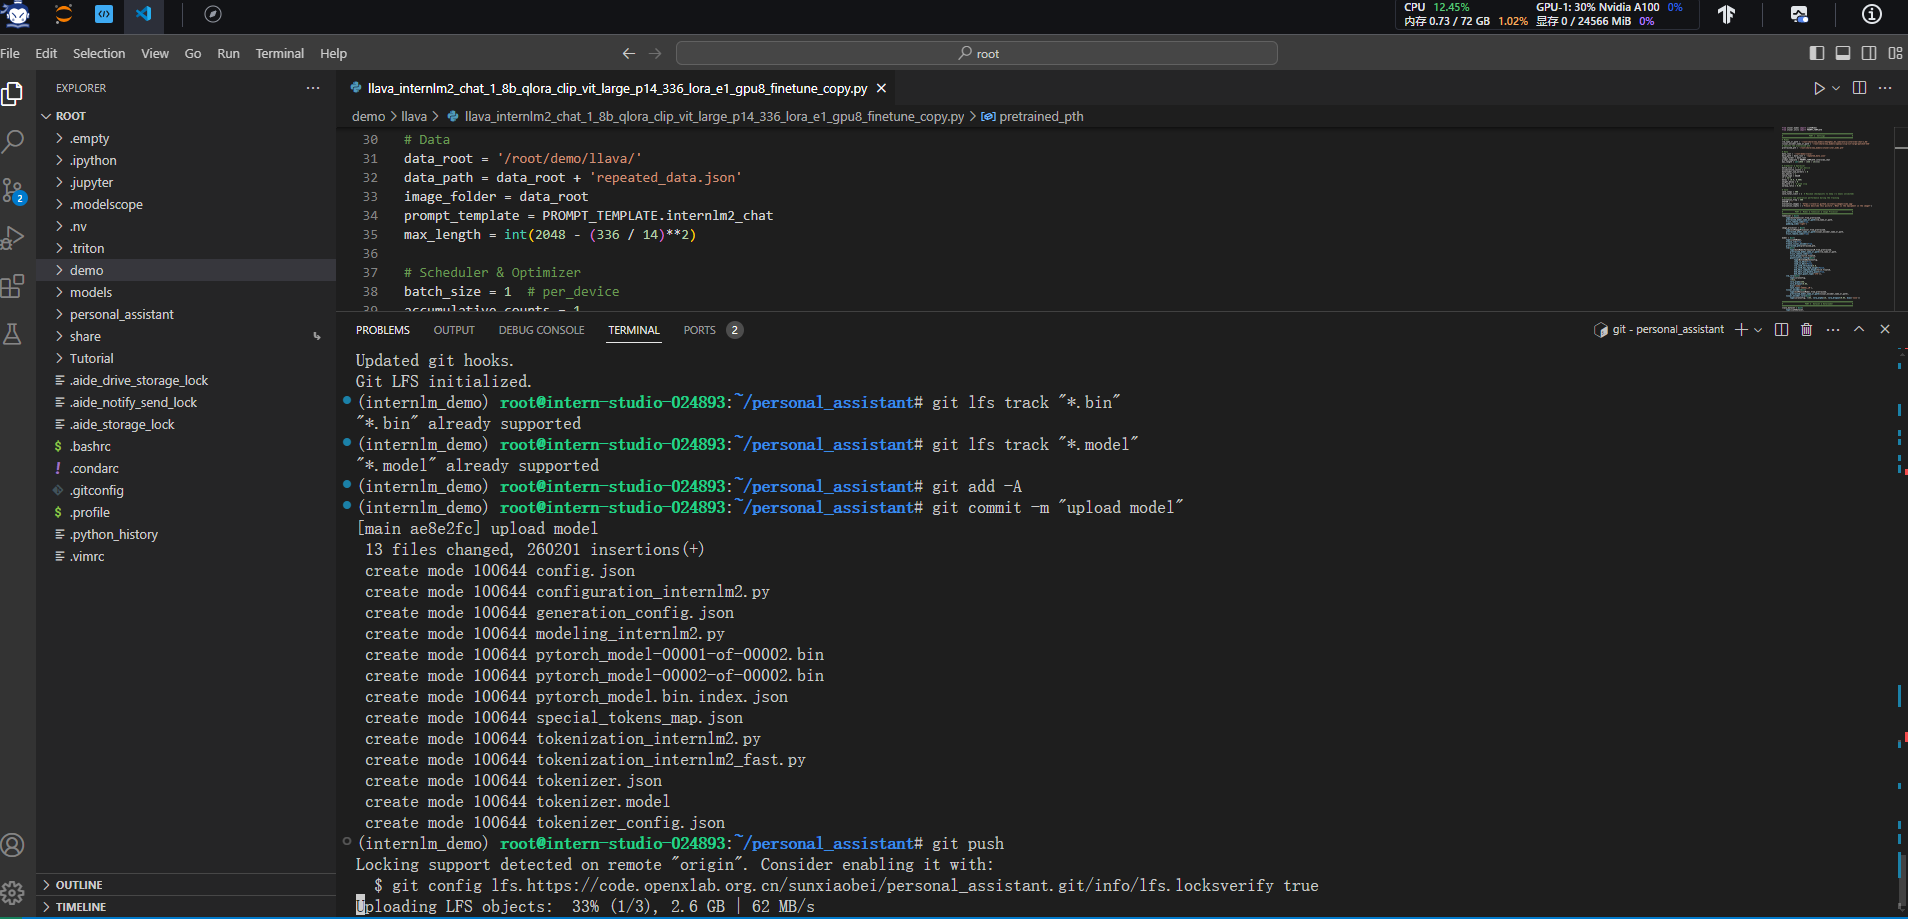 CPU 12.45%
GPU-1: 30% Nvidia A100 0%
内存 0.73 / 72 GB 1.02%
显存 0 / 24566 MiB 0%
File Edit Selection View Go Run Terminal Help
root
EXPLORER
ROOT
.empty
.ipython
.jupyter
.modelscope
2
.nv
.triton
demo
models
personal_assistant
share
Tutorial
.aide_drive_storage_lock
.aide_notify_send_lock
.aide_storage_lock
.bashrc
.condarc
.gitconfig
.profile
.python_history
.vimrc
OUTLINE
TIMELINE
llava_internlm2_chat_1_8b_qlora_clip_vit_large_p14_336_lora_e1_gpu8_finetune_copy.py
demo > llava > llava_internlm2_chat_1_8b_qlora_clip_vit_large_p14_336_lora_e1_gpu8_finetune_copy.py > pretrained_pth
30 # Data
31 data_root = '/root/demo/llava/'
32 data_path = data_root + 'repeated_data.json'
33 image_folder = data_root
34 prompt_template = PROMPT_TEMPLATE.internlm2_chat
35 max_length = int(2048 - (336 / 14)**2)
36
37 # Scheduler & Optimizer
38 batch_size = 1  # per_device
39 accumulative_counts = 1
PROBLEMS OUTPUT DEBUG CONSOLE TERMINAL PORTS 2
git - personal_assistant
Updated git hooks.
Git LFS initialized.
(internlm_demo) root@intern-studio-024893:~/personal_assistant# git lfs track "*.bin"
"*.bin" already supported
(internlm_demo) root@intern-studio-024893:~/personal_assistant# git lfs track "*.model"
"*.model" already supported
(internlm_demo) root@intern-studio-024893:~/personal_assistant# git add -A
(internlm_demo) root@intern-studio-024893:~/personal_assistant# git commit -m "upload model"
[main ae8e2fc] upload model
13 files changed, 260201 insertions(+)
create mode 100644 config.json
create mode 100644 configuration_internlm2.py
create mode 100644 generation_config.json
create mode 100644 modeling_internlm2.py
create mode 100644 pytorch_model-00001-of-00002.bin
create mode 100644 pytorch_model-00002-of-00002.bin
create mode 100644 pytorch_model.bin.index.json
create mode 100644 special_tokens_map.json
create mode 100644 tokenization_internlm2.py
create mode 100644 tokenization_internlm2_fast.py
create mode 100644 tokenizer.json
create mode 100644 tokenizer.model
create mode 100644 tokenizer_config.json
(internlm_demo) root@intern-studio-024893:~/personal_assistant# git push
Locking support detected on remote "origin". Consider enabling it with:
$ git config lfs.https://code.openxlab.org.cn/sunxiaobei/personal_assistant.git/info/lfs.locksverify true
Uploading LFS objects:  33% (1/3), 2.6 GB | 62 MB/s